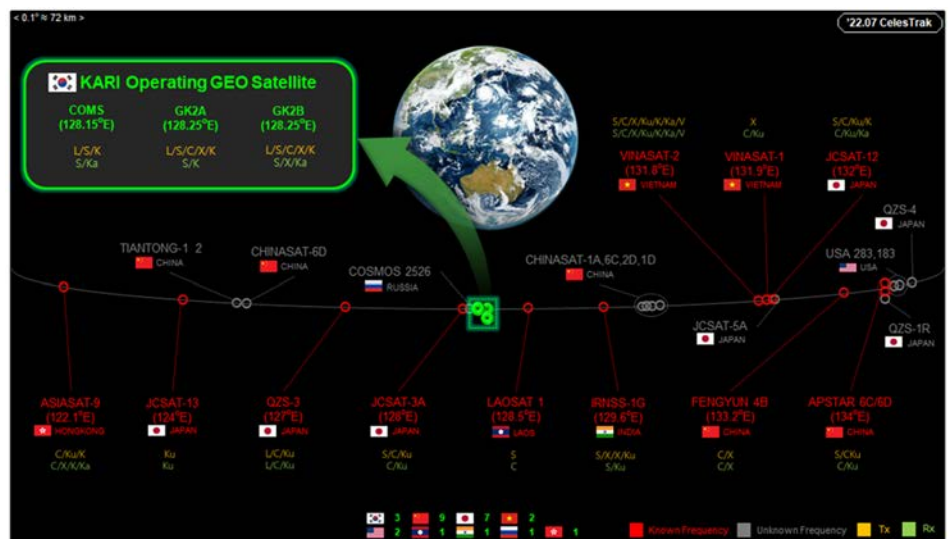 < 0.1° ≈ 72 km >
'22.07 CelesTrak
KARI Operating GEO Satellite
COMS
(128.15°E)
L/S/K
S/Ka
GK2A
(128.25°E)
L/S/C/X/K
S/K
GK2B
(128.25°E)
L/S/C/X/K
S/X/Ka
S/C/X/Ku/K/Ka/V
S/C/X/Ku/K/Ka/V
VINASAT-2
(131.8°E)
VIETNAM
X
C/Ku
VINASAT-1
(131.9°E)
VIETNAM
S/C/Ku/K
C/Ku/Ka
JCSAT-12
(132°E)
JAPAN
QZS-4
JAPAN
TIANTONG-1 2
CHINA
CHINASAT-6D
CHINA
COSMOS 2526
RUSSIA
CHINASAT-1A,6C,2D,1D
CHINA
USA 283,183
USA
JCSAT-5A
JAPAN
QZS-1R
JAPAN
ASIASAT-9
(122.1°E)
HONGKONG
C/Ku/K
C/X/K/Ka
JCSAT-13
(124°E)
JAPAN
Ku
Ku
QZS-3
(127°E)
JAPAN
L/C/Ku
L/C/Ku
JCSAT-3A
(128°E)
JAPAN
S/C/Ku
C/Ku
LAOSAT 1
(128.5°E)
LAOS
S
C
IRNSS-1G
(129.6°E)
INDIA
S/X/X/Ku
S/Ku
FENGYUN 4B
(133.2°E)
CHINA
C/X
C/X
APSTAR 6C/6D
(134°E)
CHINA
S/CKu
C/Ku
3 9 7 2
2 1 1 1 1
Known Frequency Unknown Frequency Tx Rx